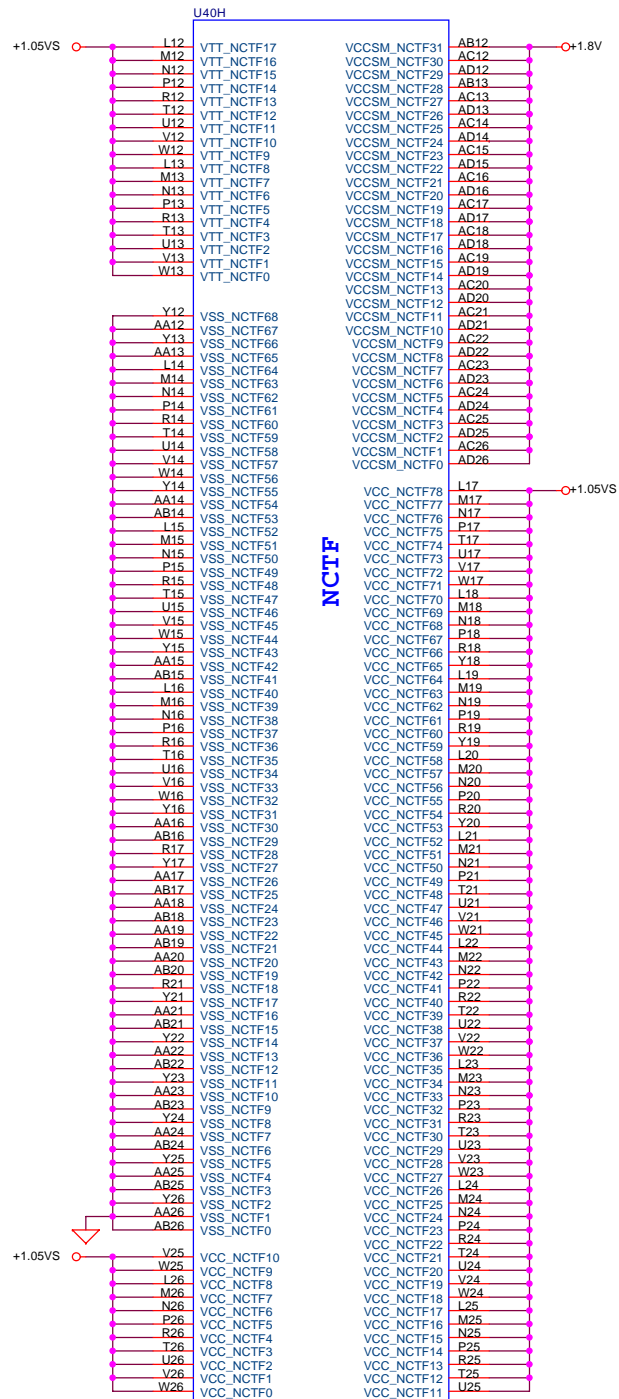 U40H
+1.05VS
L12 VTT_NCTF17
M12 VTT_NCTF16
N12 VTT_NCTF15
P12 VTT_NCTF14
R12 VTT_NCTF13
T12 VTT_NCTF12
U12 VTT_NCTF11
V12 VTT_NCTF10
W12 VTT_NCTF9
L13 VTT_NCTF8
M13 VTT_NCTF7
N13 VTT_NCTF6
P13 VTT_NCTF5
R13 VTT_NCTF4
T13 VTT_NCTF3
U13 VTT_NCTF2
V13 VTT_NCTF1
W13 VTT_NCTF0
Y12 VSS_NCTF68
AA12 VSS_NCTF67
Y13 VSS_NCTF66
AA13 VSS_NCTF65
L14 VSS_NCTF64
M14 VSS_NCTF63
N14 VSS_NCTF62
P14 VSS_NCTF61
R14 VSS_NCTF60
T14 VSS_NCTF59
U14 VSS_NCTF58
V14 VSS_NCTF57
W14 VSS_NCTF56
Y14 VSS_NCTF55
AA14 VSS_NCTF54
AB14 VSS_NCTF53
L15 VSS_NCTF52
M15 VSS_NCTF51
N15 VSS_NCTF50
P15 VSS_NCTF49
R15 VSS_NCTF48
T15 VSS_NCTF47
U15 VSS_NCTF46
V15 VSS_NCTF45
W15 VSS_NCTF44
Y15 VSS_NCTF43
AA15 VSS_NCTF42
AB15 VSS_NCTF41
L16 VSS_NCTF40
M16 VSS_NCTF39
N16 VSS_NCTF38
P16 VSS_NCTF37
R16 VSS_NCTF36
T16 VSS_NCTF35
U16 VSS_NCTF34
V16 VSS_NCTF33
W16 VSS_NCTF32
Y16 VSS_NCTF31
AA16 VSS_NCTF30
AB16 VSS_NCTF29
R17 VSS_NCTF28
Y17 VSS_NCTF27
AA17 VSS_NCTF26
AB17 VSS_NCTF25
AA18 VSS_NCTF24
AB18 VSS_NCTF23
AA19 VSS_NCTF22
AB19 VSS_NCTF21
AA20 VSS_NCTF20
AB20 VSS_NCTF19
R21 VSS_NCTF18
Y21 VSS_NCTF17
AA21 VSS_NCTF16
AB21 VSS_NCTF15
Y22 VSS_NCTF14
AA22 VSS_NCTF13
AB22 VSS_NCTF12
Y23 VSS_NCTF11
AA23 VSS_NCTF10
AB23 VSS_NCTF9
Y24 VSS_NCTF8
AA24 VSS_NCTF7
AB24 VSS_NCTF6
Y25 VSS_NCTF5
AA25 VSS_NCTF4
AB25 VSS_NCTF3
Y26 VSS_NCTF2
AA26 VSS_NCTF1
AB26 VSS_NCTF0
+1.05VS
V25 VCC_NCTF10
W25 VCC_NCTF9
L26 VCC_NCTF8
M26 VCC_NCTF7
N26 VCC_NCTF6
P26 VCC_NCTF5
R26 VCC_NCTF4
T26 VCC_NCTF3
U26 VCC_NCTF2
V26 VCC_NCTF1
W26 VCC_NCTF0
NCTF
VCCSM_NCTF31 AB12
+1.8V
VCCSM_NCTF30 AC12
VCCSM_NCTF29 AD12
VCCSM_NCTF28 AB13
VCCSM_NCTF27 AC13
VCCSM_NCTF26 AD13
VCCSM_NCTF25 AC14
VCCSM_NCTF24 AD14
VCCSM_NCTF23 AC15
VCCSM_NCTF22 AD15
VCCSM_NCTF21 AC16
VCCSM_NCTF20 AD16
VCCSM_NCTF19 AC17
VCCSM_NCTF18 AD17
VCCSM_NCTF17 AC18
VCCSM_NCTF16 AD18
VCCSM_NCTF15 AC19
VCCSM_NCTF14 AD19
VCCSM_NCTF13 AC20
VCCSM_NCTF12 AD20
VCCSM_NCTF11 AC21
VCCSM_NCTF10 AD21
VCCSM_NCTF9 AC22
VCCSM_NCTF8 AD22
VCCSM_NCTF7 AC23
VCCSM_NCTF6 AD23
VCCSM_NCTF5 AC24
VCCSM_NCTF4 AD24
VCCSM_NCTF3 AC25
VCCSM_NCTF2 AD25
VCCSM_NCTF1 AC26
VCCSM_NCTF0 AD26
VCC_NCTF78 L17
+1.05VS
VCC_NCTF77 M17
VCC_NCTF76 N17
VCC_NCTF75 P17
VCC_NCTF74 T17
VCC_NCTF73 U17
VCC_NCTF72 V17
VCC_NCTF71 W17
VCC_NCTF70 L18
VCC_NCTF69 M18
VCC_NCTF68 N18
VCC_NCTF67 P18
VCC_NCTF66 R18
VCC_NCTF65 Y18
VCC_NCTF64 L19
VCC_NCTF63 M19
VCC_NCTF62 N19
VCC_NCTF61 P19
VCC_NCTF60 R19
VCC_NCTF59 Y19
VCC_NCTF58 L20
VCC_NCTF57 M20
VCC_NCTF56 N20
VCC_NCTF55 P20
VCC_NCTF54 R20
VCC_NCTF53 Y20
VCC_NCTF52 L21
VCC_NCTF51 M21
VCC_NCTF50 N21
VCC_NCTF49 P21
VCC_NCTF48 T21
VCC_NCTF47 U21
VCC_NCTF46 V21
VCC_NCTF45 W21
VCC_NCTF44 L22
VCC_NCTF43 M22
VCC_NCTF42 N22
VCC_NCTF41 P22
VCC_NCTF40 R22
VCC_NCTF39 T22
VCC_NCTF38 U22
VCC_NCTF37 V22
VCC_NCTF36 W22
VCC_NCTF35 L23
VCC_NCTF34 M23
VCC_NCTF33 N23
VCC_NCTF32 P23
VCC_NCTF31 R23
VCC_NCTF30 T23
VCC_NCTF29 U23
VCC_NCTF28 V23
VCC_NCTF27 W23
VCC_NCTF26 L24
VCC_NCTF25 M24
VCC_NCTF24 N24
VCC_NCTF23 P24
VCC_NCTF22 R24
VCC_NCTF21 T24
VCC_NCTF20 U24
VCC_NCTF19 V24
VCC_NCTF18 W24
VCC_NCTF17 L25
VCC_NCTF16 M25
VCC_NCTF15 N25
VCC_NCTF14 P25
VCC_NCTF13 R25
VCC_NCTF12 T25
VCC_NCTF11 U25